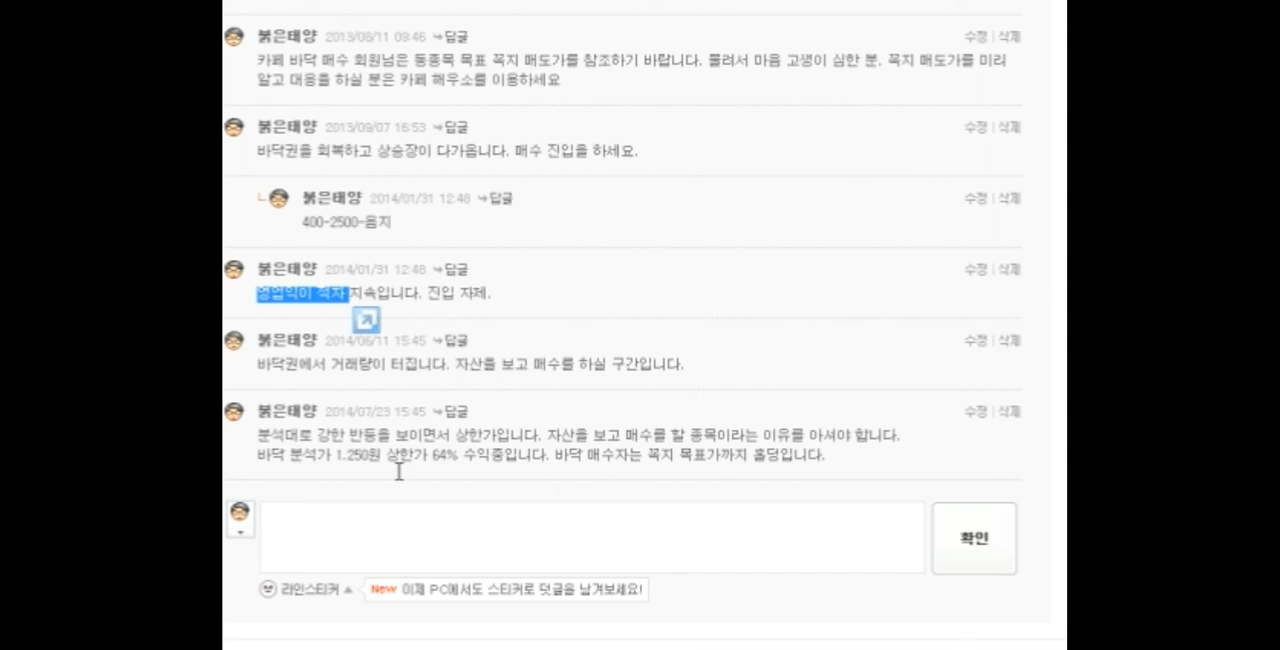 붉은태양 2013/08/11 09:46 답글 수정 | 삭제
카페 바닥 매수 회원님은 동종목 목표 꼭지 매도가를 참조하기 바랍니다. 물려서 마음 고생이 심한 분. 꼭지 매도가를 미리
알고 대응을 하실 분은 카페 해우소를 이용하세요
붉은태양 2013/09/07 16:53 답글 수정 | 삭제
바닥권을 회복하고 상승장이 다가옵니다. 매수 진입을 하세요.
붉은태양 2014/01/31 12:48 답글 수정 | 삭제
400-2500-음지
붉은태양 2014/01/31 12:48 답글 수정 | 삭제
영업익이 적자 지속입니다. 진입 자제.
붉은태양 2014/06/11 15:45 답글 수정 | 삭제
바닥권에서 거래량이 터집니다. 자산을 보고 매수를 하실 구간입니다.
붉은태양 2014/07/23 15:45 답글 수정 | 삭제
분석대로 강한 반등을 보이면서 상한가입니다. 자산을 보고 매수를 할 종목이라는 이유를 아셔야 합니다.
바닥 분석가 1.250원 상한가 64% 수익중입니다. 바닥 매수자는 꼭지 목표가까지 홀딩입니다.
확인
라인스티커 New 이제 PC에서도 스티커로 덧글을 남겨보세요!